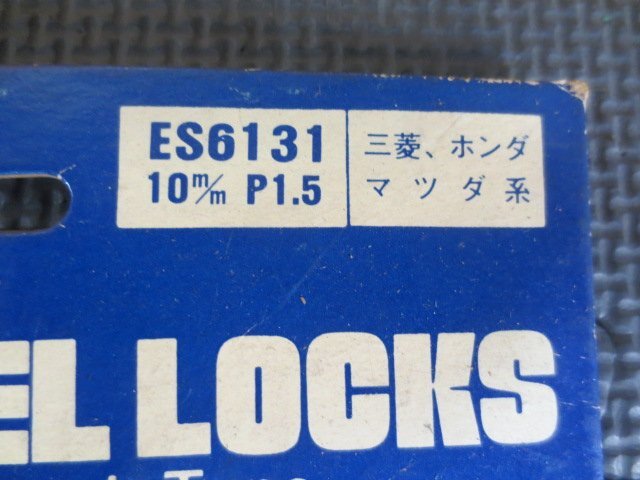 ES6131
10m/m P1.5
三菱、ホンダ
マツダ系
EL LOCKS